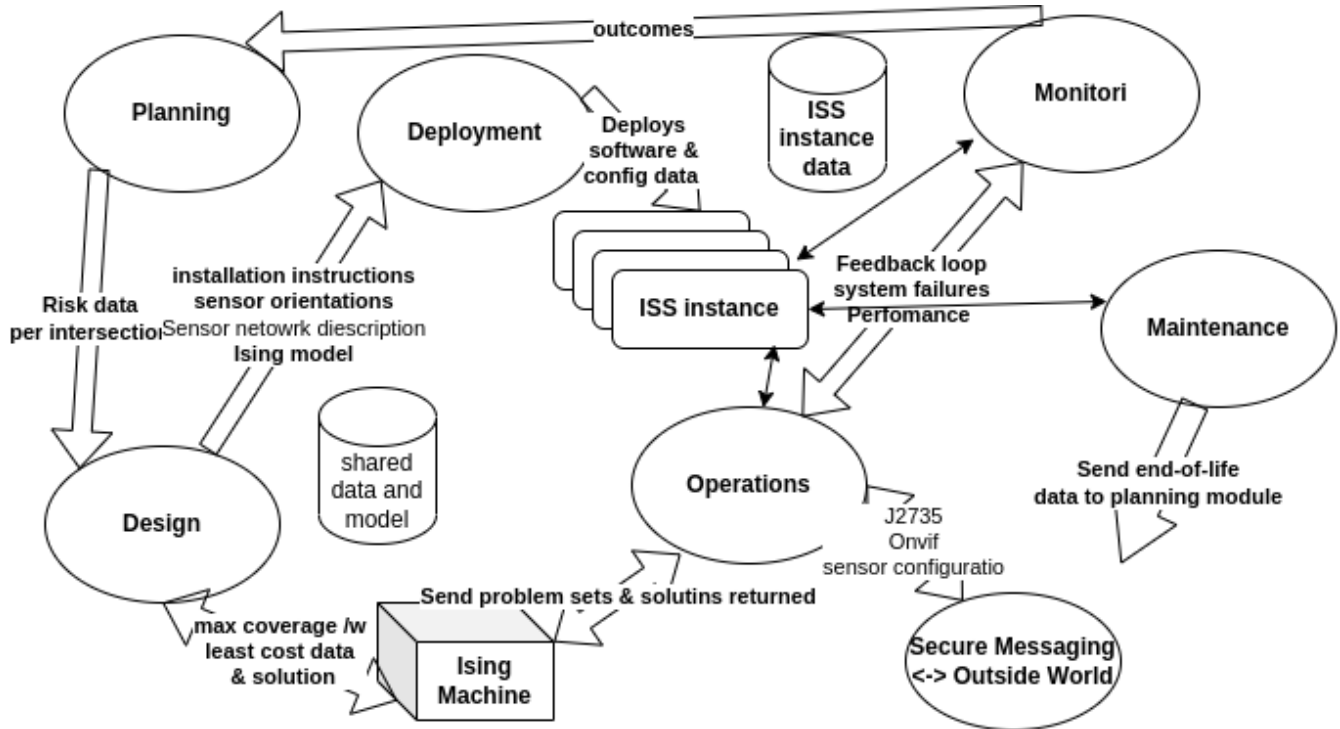 outcomes
Planning
Deployment
Deploys
software &
config data
ISS
instance
data
Monitori
installation instructions
sensor orientations
Sensor netowrk diescription
Ising model
Risk data
per intersection
ISS instance
Feedback loop
system failures
Perfomance
Maintenance
shared
data and
model
Design
Operations
Send end-of-life
data to planning module
J2735
Onvif
sensor configuratio
Send problem sets & solutins returned
max coverage /w
least cost data
& solution
Ising
Machine
Secure Messaging
<-> Outside World